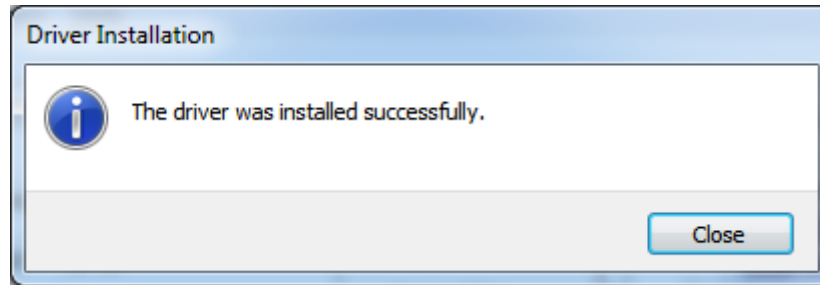 Driver Installation
The driver was installed successfully.
Close